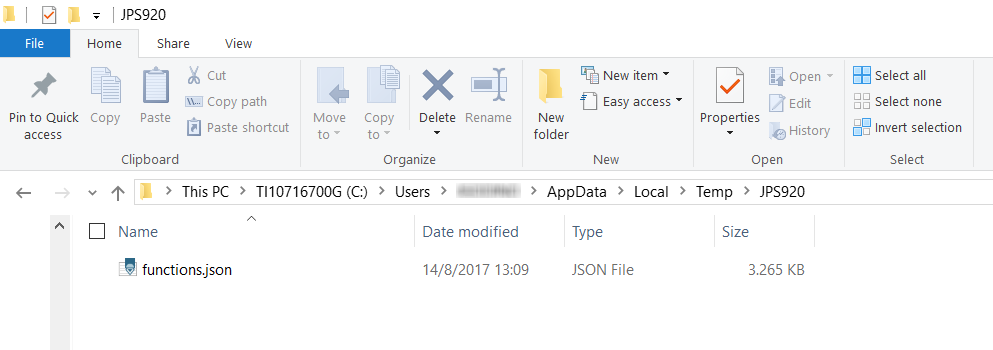 JPS920
File Home Share View
Pin to Quick access
Copy
Paste
Cut
Copy path
Paste shortcut
Move to
Copy to
Delete
Rename
New folder
New item
Easy access
Properties
Open
Edit
History
Select all
Select none
Invert selection
Clipboard Organize New Open Select
This PC TI10716700G (C:) Users AppData Local Temp JPS920
Name Date modified Type Size
functions.json 14/8/2017 13:09 JSON File 3.265 KB